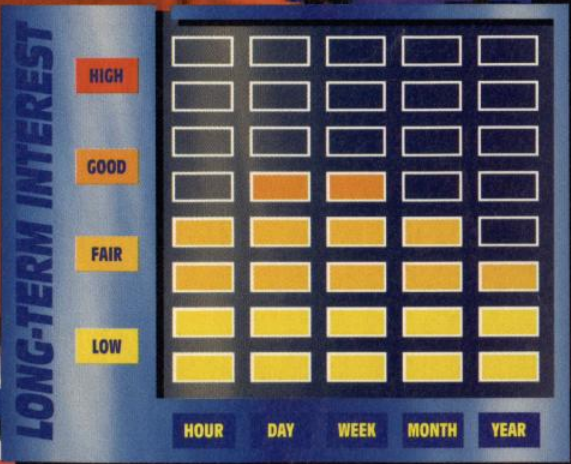 LONG-TERM INTEREST
HIGH
GOOD
FAIR
LOW
HOUR DAY WEEK MONTH YEAR